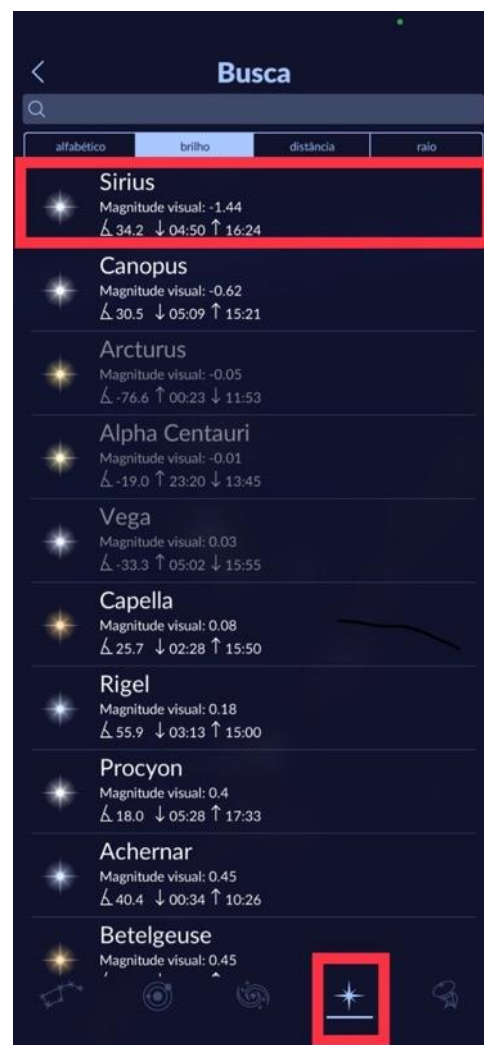 Busca
alfabético brilho distância raio
Sirius
Magnitude visual: -1.44
∡ 34.2 ↓ 04:50 ↑ 16:24
Canopus
Magnitude visual: -0.62
∡ 30.5 ↓ 05:09 ↑ 15:21
Arcturus
Magnitude visual: -0.05
∡ -76.6 ↑ 00:23 ↓ 11:53
Alpha Centauri
Magnitude visual: -0.01
∡ -19.0 ↑ 23:20 ↓ 13:45
Vega
Magnitude visual: 0.03
∡ -33.3 ↑ 05:02 ↓ 15:55
Capella
Magnitude visual: 0.08
∡ 25.7 ↓ 02:28 ↑ 15:50
Rigel
Magnitude visual: 0.18
∡ 55.9 ↓ 03:13 ↑ 15:00
Procyon
Magnitude visual: 0.4
∡ 18.0 ↓ 05:28 ↑ 17:33
Achernar
Magnitude visual: 0.45
∡ 40.4 ↓ 00:34 ↑ 10:26
Betelgeuse
Magnitude visual: 0.45